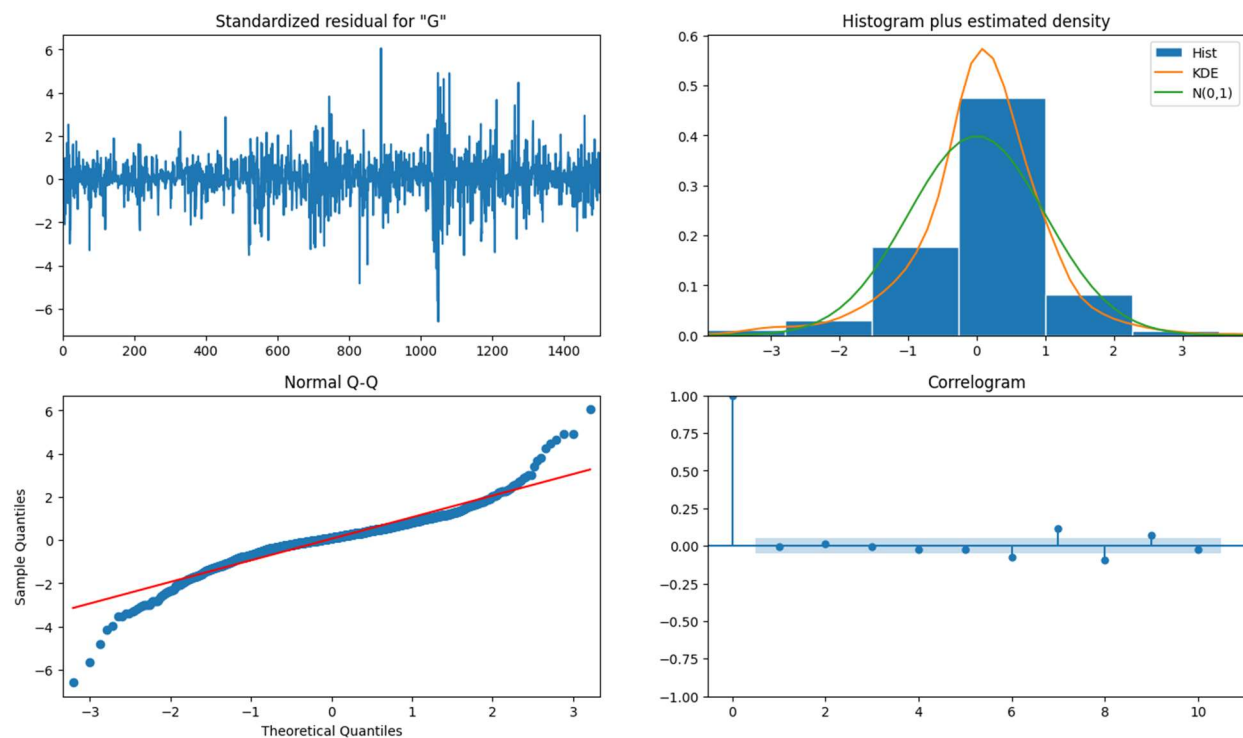 Standardized residual for "G"
6
4
2
0
−2
−4
−6
0 200 400 600 800 1000 1200 1400
Histogram plus estimated density
0.6
0.5
0.4
0.3
0.2
0.1
0.0
−3 −2 −1 0 1 2 3
Hist
KDE
N(0,1)
Normal Q-Q
Sample Quantiles
6
4
2
0
−2
−4
−6
−3 −2 −1 0 1 2 3
Theoretical Quantiles
Correlogram
1.00
0.75
0.50
0.25
0.00
−0.25
−0.50
−0.75
−1.00
0 2 4 6 8 10